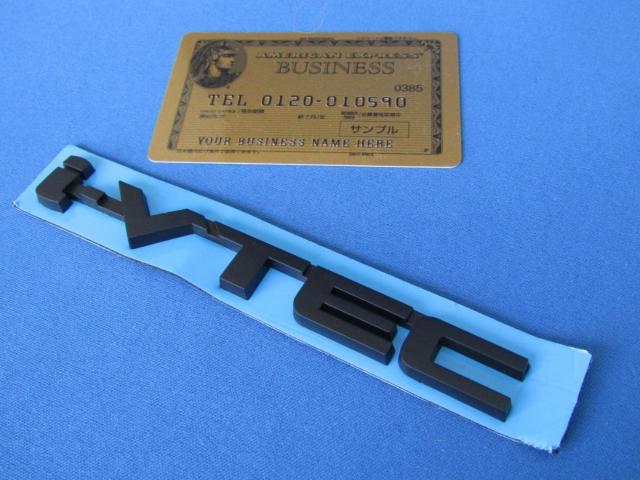 AMERICAN EXPRESS
BUSINESS
0385
TEL 0120-010590
サンプル
YOUR BUSINESS NAME HERE
i-VTEC